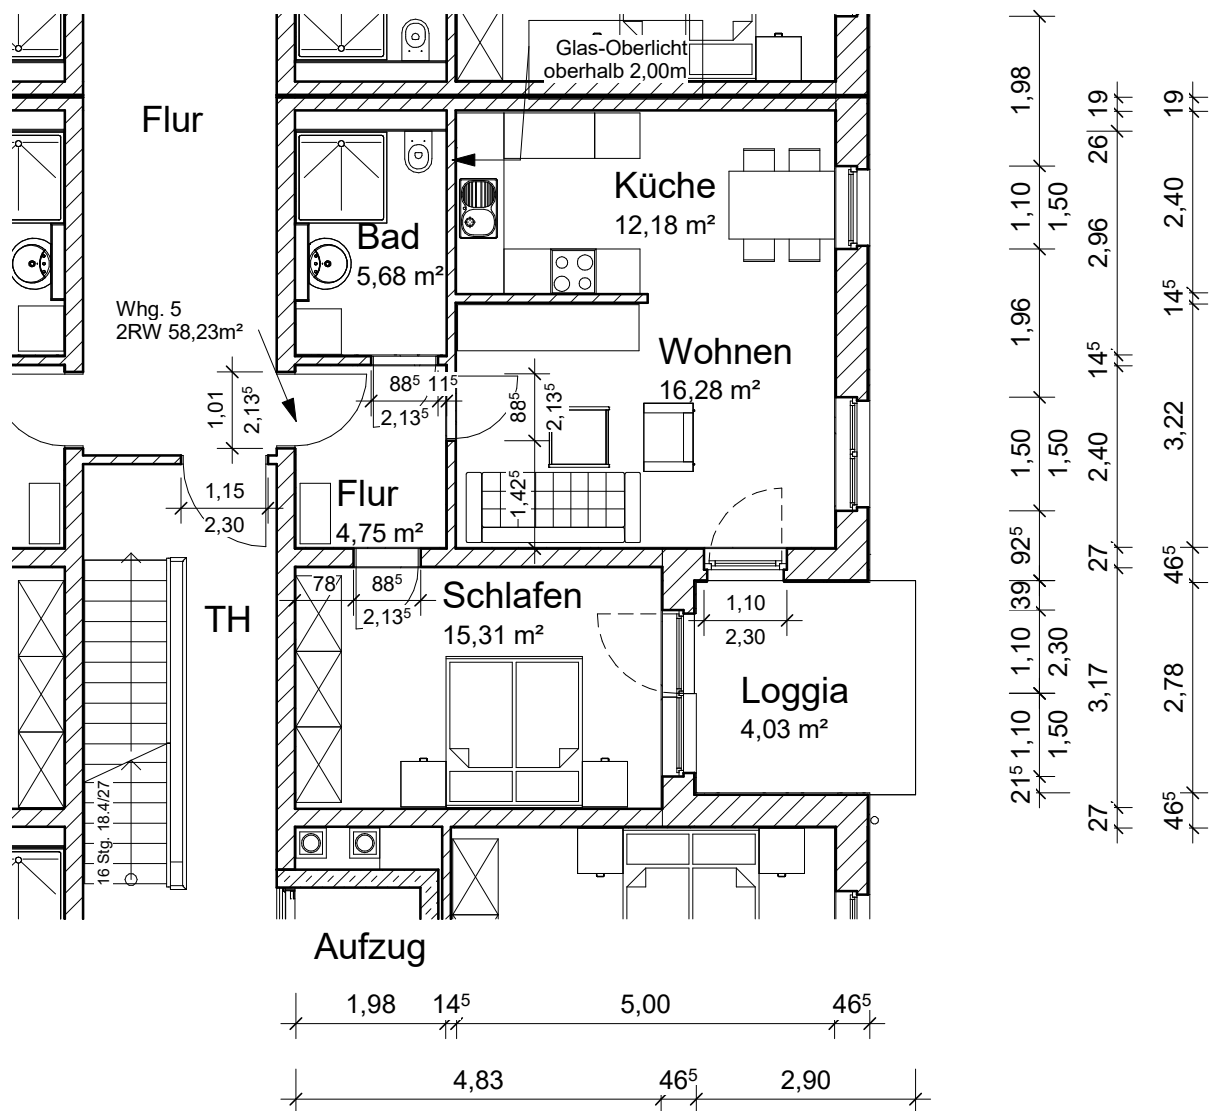 Glas-Oberlicht
oberhalb 2,00m
Flur
Küche
12,18 m²
Bad
5,68 m²
Whg. 5
2RW 58,23m²
Wohnen
16,28 m²
88⁵
11⁵
2,13⁵
1,01
2,13⁵
88⁵
2,13⁵
1,42⁵
1,15
2,30
Flur
4,75 m²
78
88⁵
2,13⁵
Schlafen
15,31 m²
TH
1,10
2,30
Loggia
4,03 m²
16 Stg. 18.4/27
Aufzug
1,98
1,10
1,50
1,96
1,50
1,50
92⁵
39
1,10
2,30
1,10
1,50
21⁵
19
26
2,96
14⁵
2,40
27
3,17
27
19
2,40
14⁵
3,22
46⁵
2,78
46⁵
1,98 14⁵ 5,00 46⁵
4,83 46⁵ 2,90